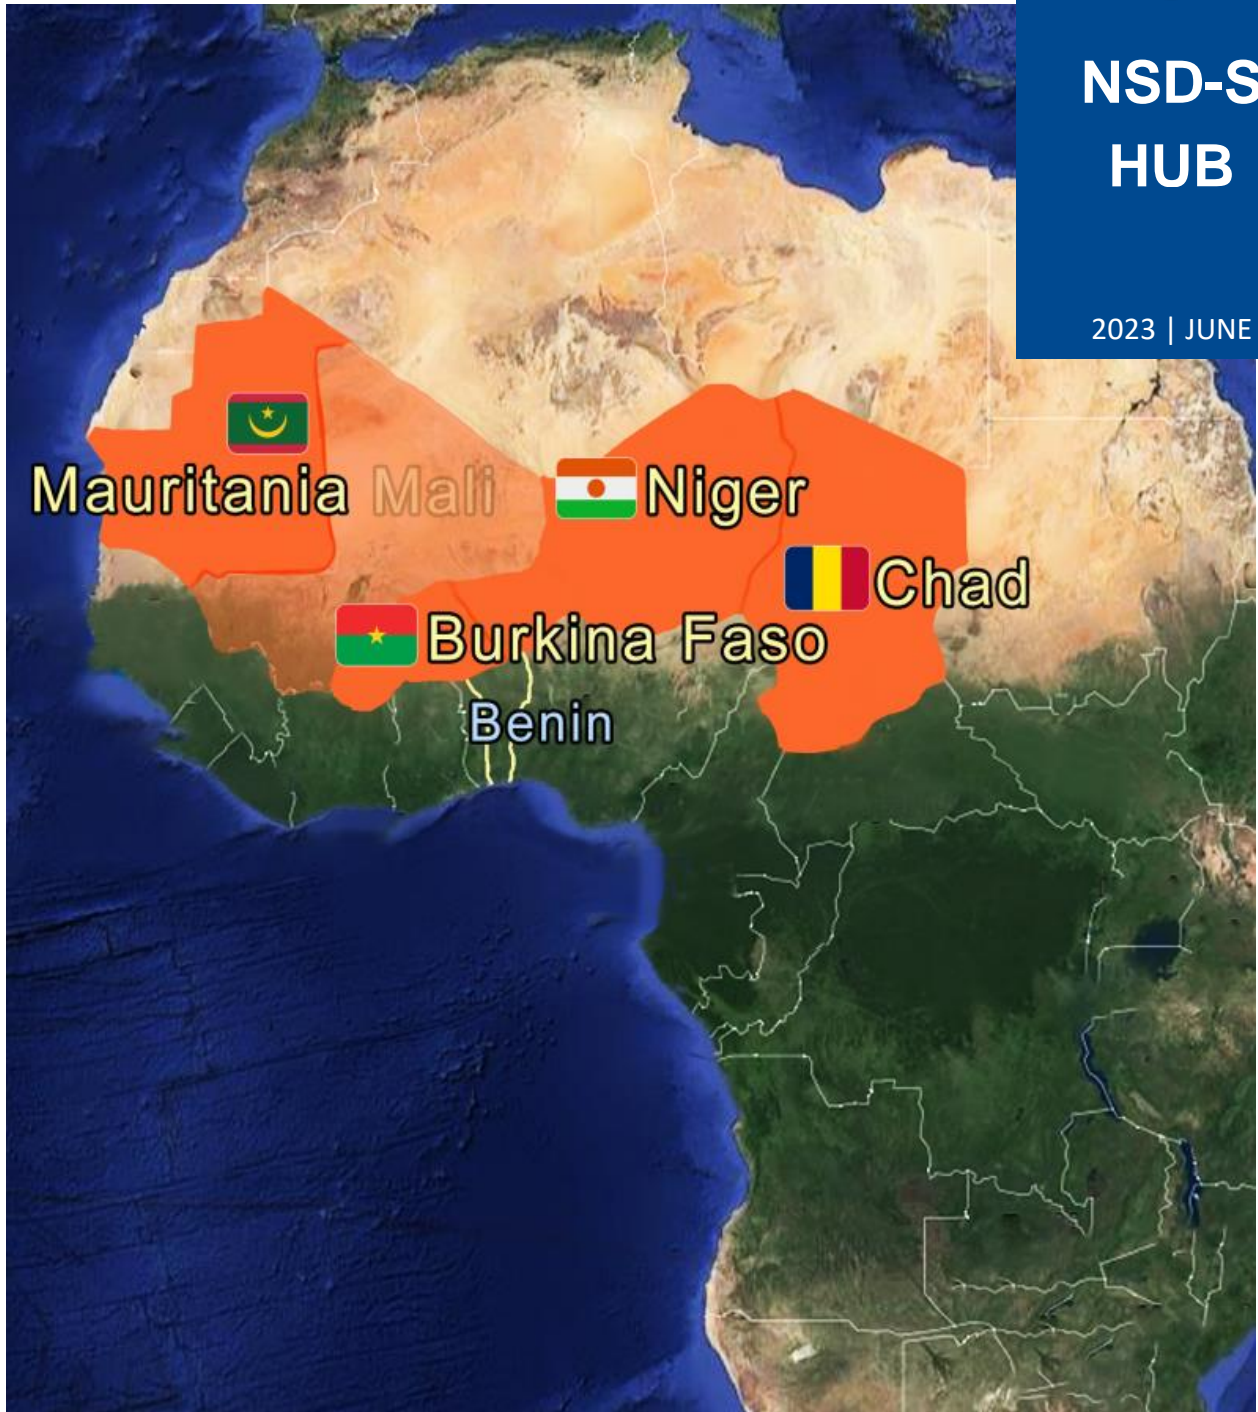 NSD-S
HUB
2023 | JUNE
Mauritania
Mali
Niger
Chad
Burkina Faso
Benin